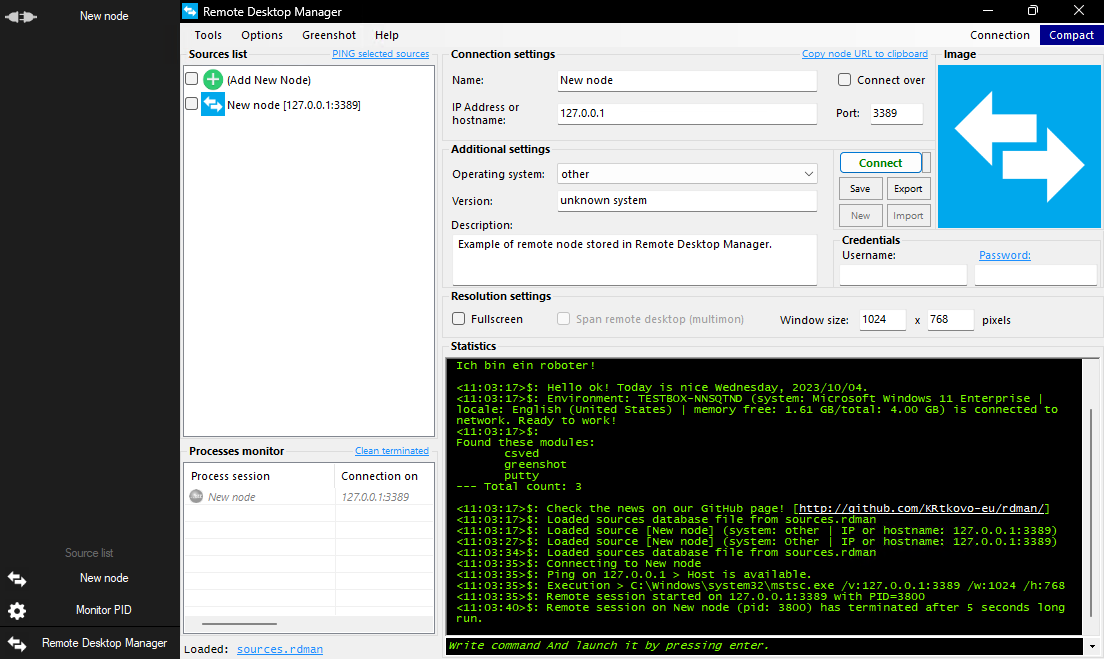 New node
Remote Desktop Manager
Tools Options Greenshot Help Connection Compact
Sources list PING selected sources
(Add New Node)
New node [127.0.0.1:3389]
Connection settings Copy node URL to clipboard
Name: New node Connect over
IP Address or
hostname: 127.0.0.1 Port: 3389
Image
Additional settings
Operating system: other
Version: unknown system
Description:
Example of remote node stored in Remote Desktop Manager.
Connect
Save Export
New Import
Credentials
Username: Password:
Resolution settings
Fullscreen Span remote desktop (multimon) Window size: 1024 x 768 pixels
Statistics
Ich bin ein roboter!
<11:03:17>$: Hello ok! Today is nice Wednesday, 2023/10/04.
<11:03:17>$: Environment: TESTBOX-NNSQTND (system: Microsoft Windows 11 Enterprise |
locale: English (United States) | memory free: 1.61 GB/total: 4.00 GB) is connected to
network. Ready to work!
<11:03:17>$:
Found these modules:
csved
greenshot
putty
--- Total count: 3
<11:03:17>$: Check the news on our GitHub page! [http://github.com/KRtkovo-eu/rdman/]
<11:03:17>$: Loaded sources database file from sources.rdman
<11:03:17>$: Loaded source [New node] (system: other | IP or hostname: 127.0.0.1:3389)
<11:03:27>$: Loaded source [New node] (system: Other | IP or hostname: 127.0.0.1:3389)
<11:03:34>$: Loaded sources database file from sources.rdman
<11:03:35>$: Connecting to New node
<11:03:35>$: Ping on 127.0.0.1 > Host is available.
<11:03:35>$: Execution > C:\Windows\system32\mstsc.exe /v:127.0.0.1:3389 /w:1024 /h:768
<11:03:35>$: Remote session started on 127.0.0.1:3389 with PID=3800
<11:03:40>$: Remote session on New node (pid: 3800) has terminated after 5 seconds long
run.
Write command And launch it by pressing enter.
Processes monitor Clean terminated
Process session Connection on
New node 127.0.0.1:3389
Loaded: sources.rdman
Source list
New node
Monitor PID
Remote Desktop Manager